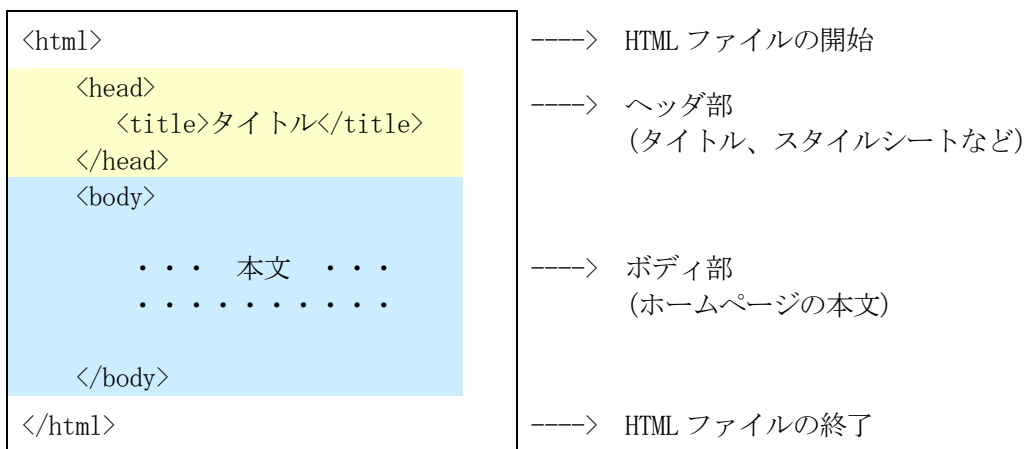 <html> ----> HTML ファイルの開始
<head> ----> ヘッダ部
<title>タイトル</title> (タイトル、スタイルシートなど)
</head>
<body>
・・・ 本文 ・・・ ----> ボディ部
・・・・・・・・・・ (ホームページの本文)
</body>
</html> ----> HTML ファイルの終了